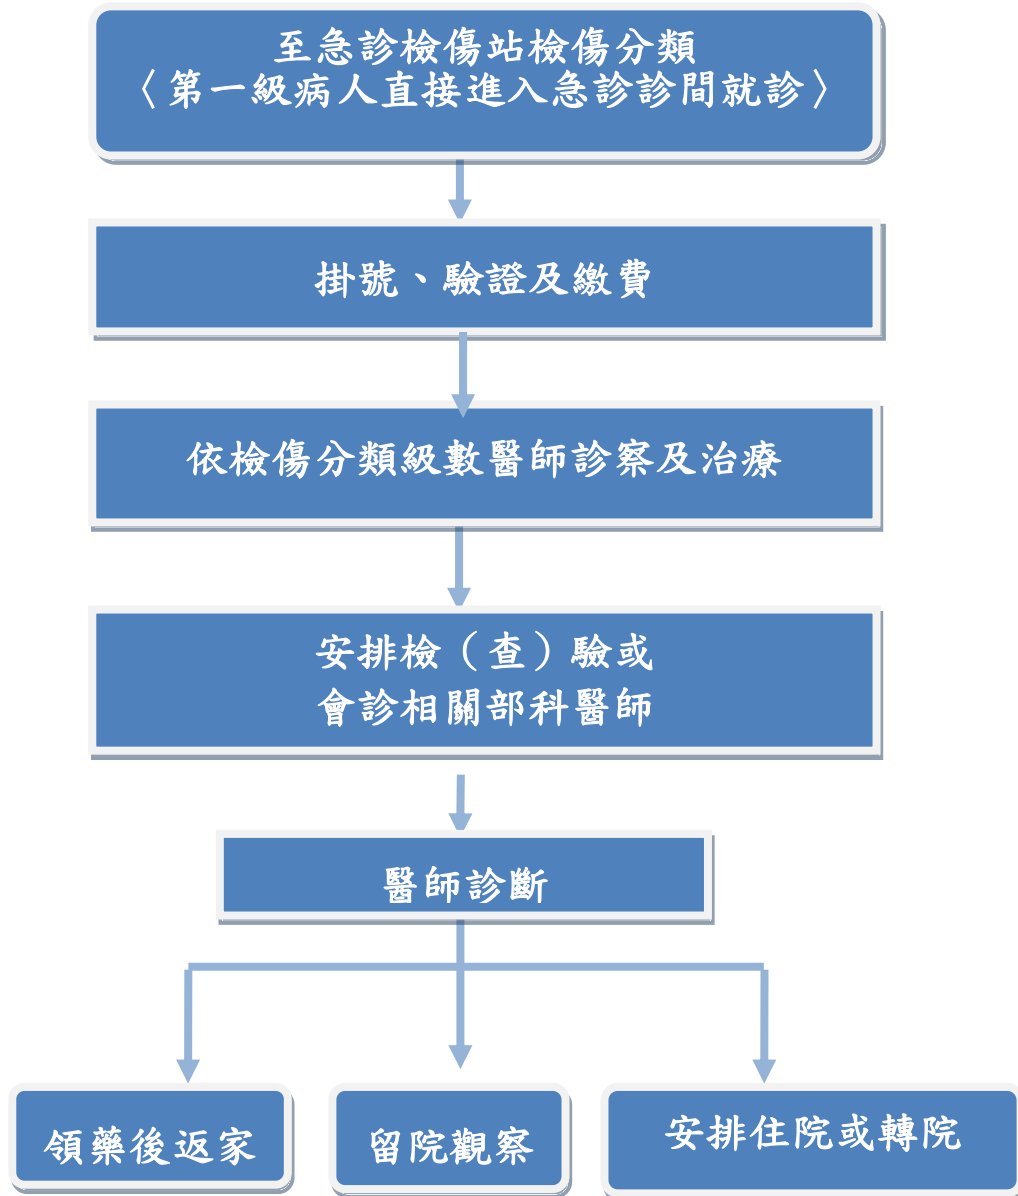 至急診檢傷站檢傷分類
〈第一級病人直接進入急診診間就診〉
掛號、驗證及繳費
依檢傷分類級數醫師診察及治療
安排檢（查）驗或
會診相關部科醫師
醫師診斷
領藥後返家
留院觀察
安排住院或轉院